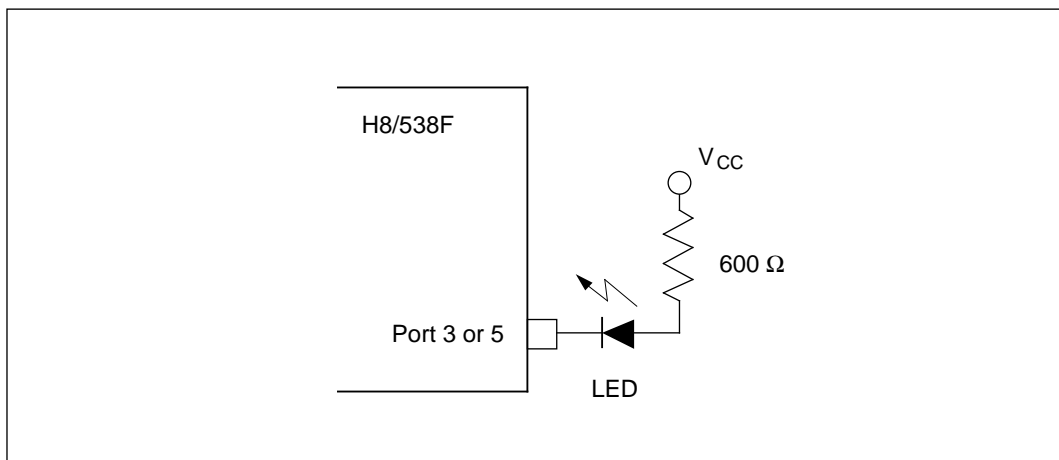 H8/538F
VCC
600 Ω
Port 3 or 5
LED